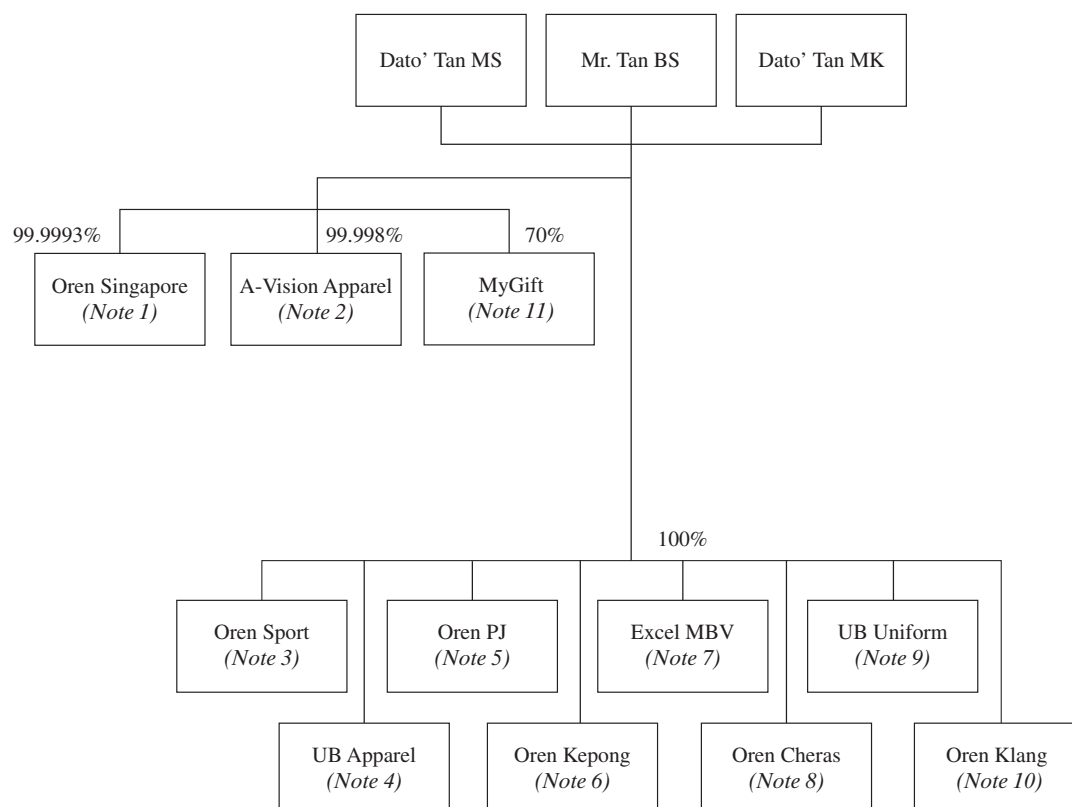 Dato’ Tan MS
Mr. Tan BS
Dato’ Tan MK
99.9993%
99.998%
70%
Oren Singapore
(Note 1)
A-Vision Apparel
(Note 2)
MyGift
(Note 11)
100%
Oren Sport
(Note 3)
Oren PJ
(Note 5)
Excel MBV
(Note 7)
UB Uniform
(Note 9)
UB Apparel
(Note 4)
Oren Kepong
(Note 6)
Oren Cheras
(Note 8)
Oren Klang
(Note 10)